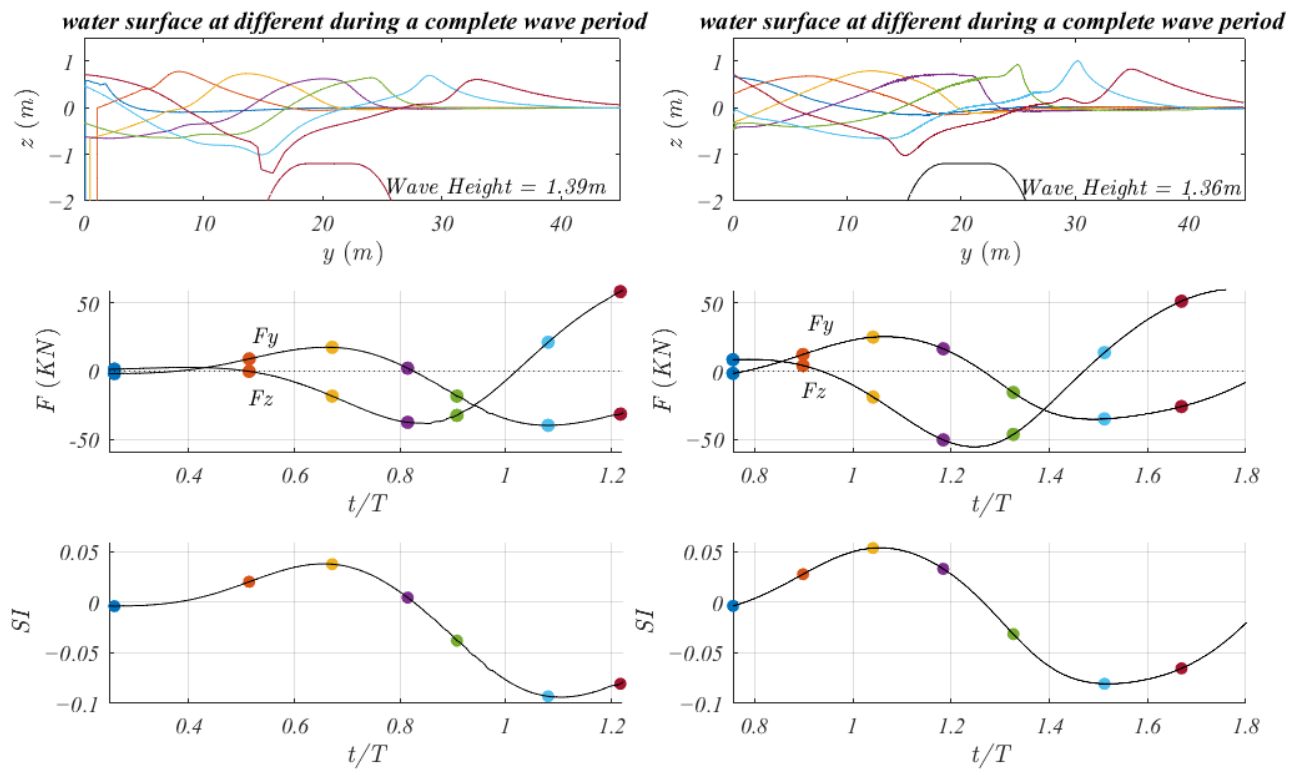 water surface at different during a complete wave period
water surface at different during a complete wave period
1
0
−1
−2
z (m)
Wave Height = 1.39m
0 10 20 30 40
y (m)
1
0
−1
−2
z (m)
Wave Height = 1.36m
0 10 20 30 40
y (m)
50
0
-50
F (KN)
Fy
Fz
0.4 0.6 0.8 1 1.2
t/T
50
0
−50
F (KN)
Fy
Fz
0.8 1 1.2 1.4 1.6 1.8
t/T
0.05
0
−0.05
−0.1
SI
0.4 0.6 0.8 1 1.2
t/T
0.05
0
−0.05
−0.1
SI
0.8 1 1.2 1.4 1.6 1.8
t/T